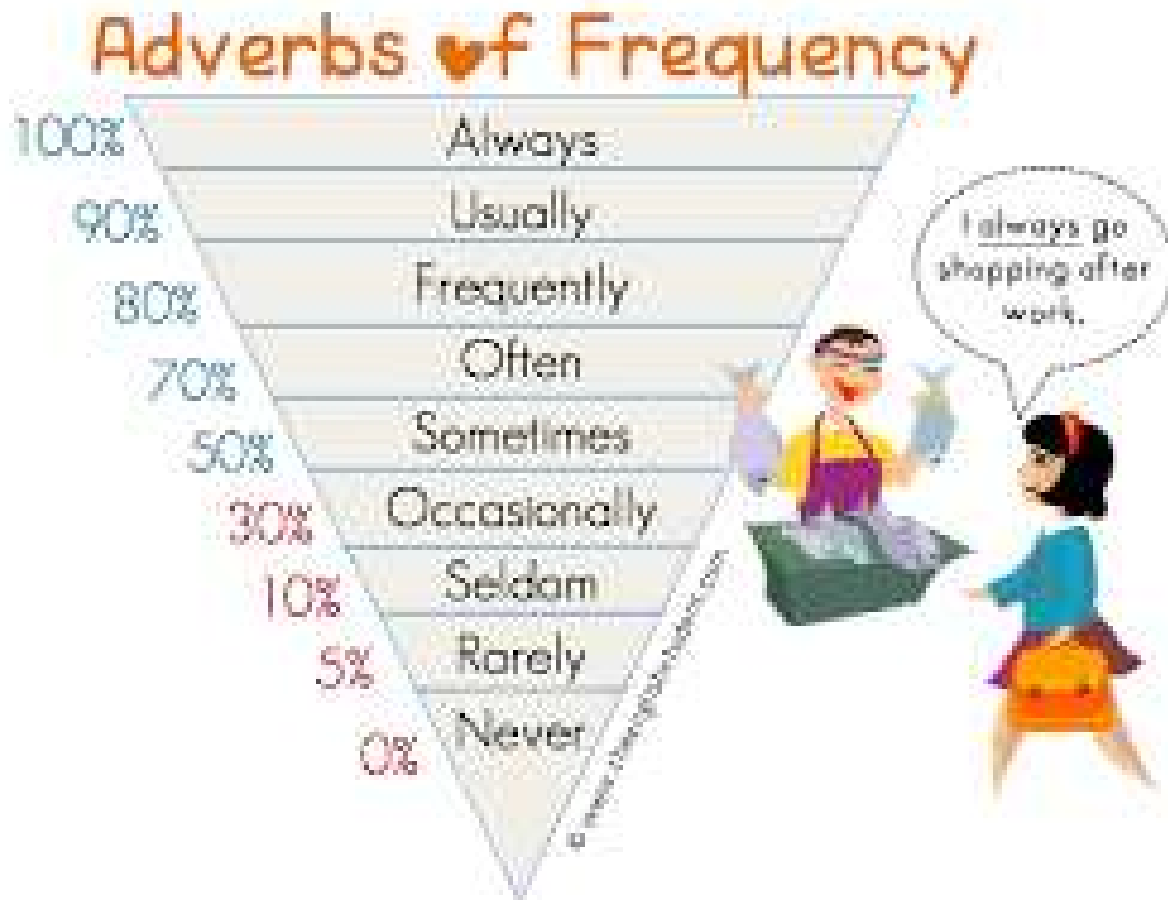 Adverbs of Frequency
100% Always
90% Usually
80% Frequently
70% Often
50% Sometimes
30% Occasionally
10% Seldom
5% Rarely
0% Never
I always go
shopping after
work.